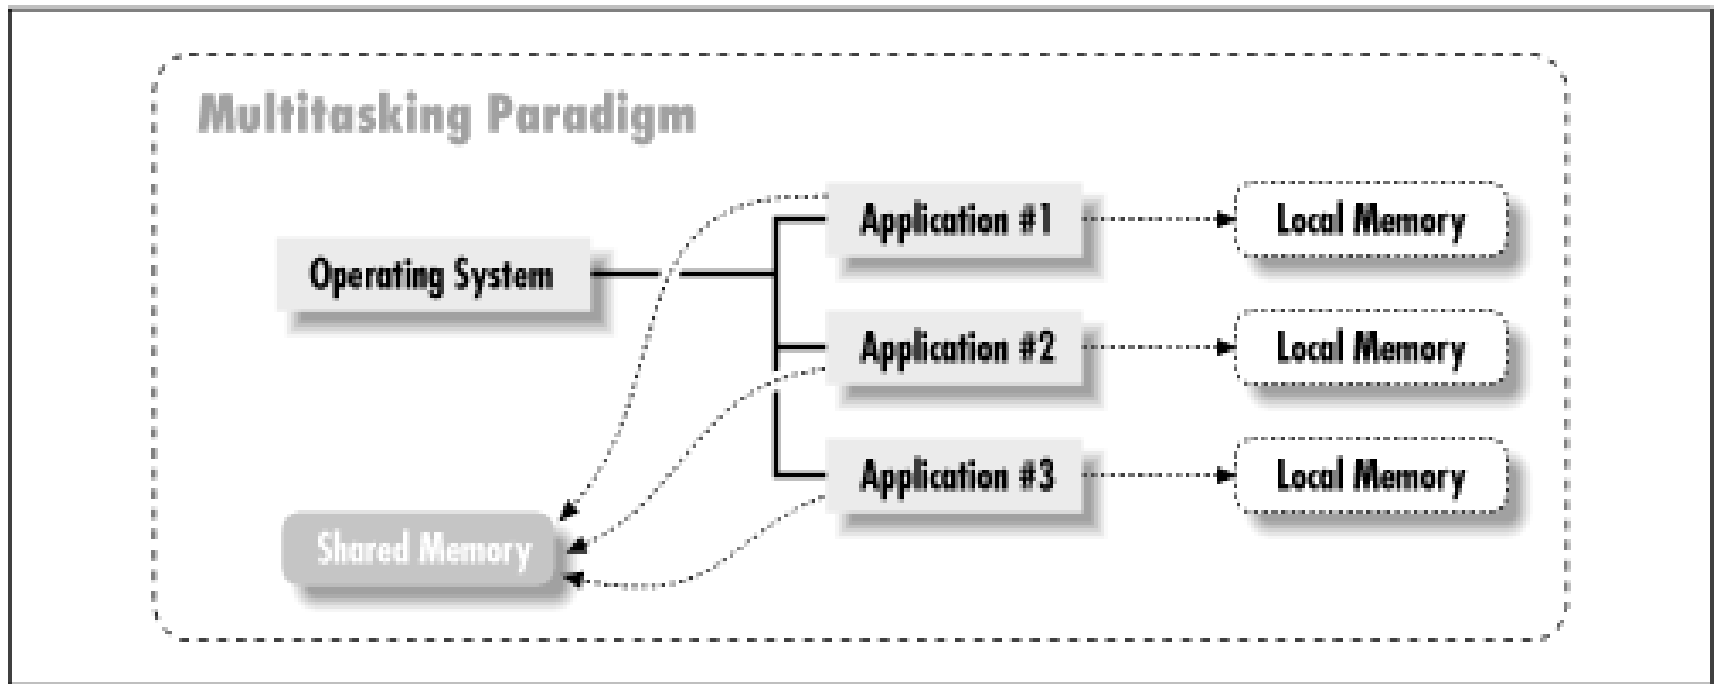 Multitasking Paradigm
Application #1
Local Memory
Operating System
Application #2
Local Memory
Application #3
Local Memory
Shared Memory